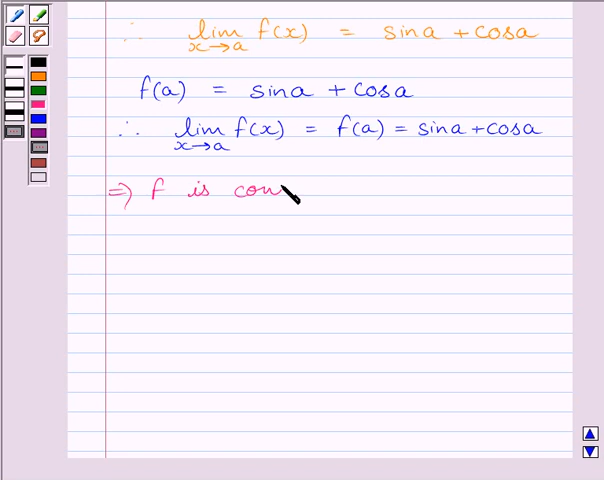 ∴ lim x→a f(x) = sina + cosa
f(a) = sina + cosa
∴ lim x→a f(x) = f(a) = sina + cosa
⇒ f is con